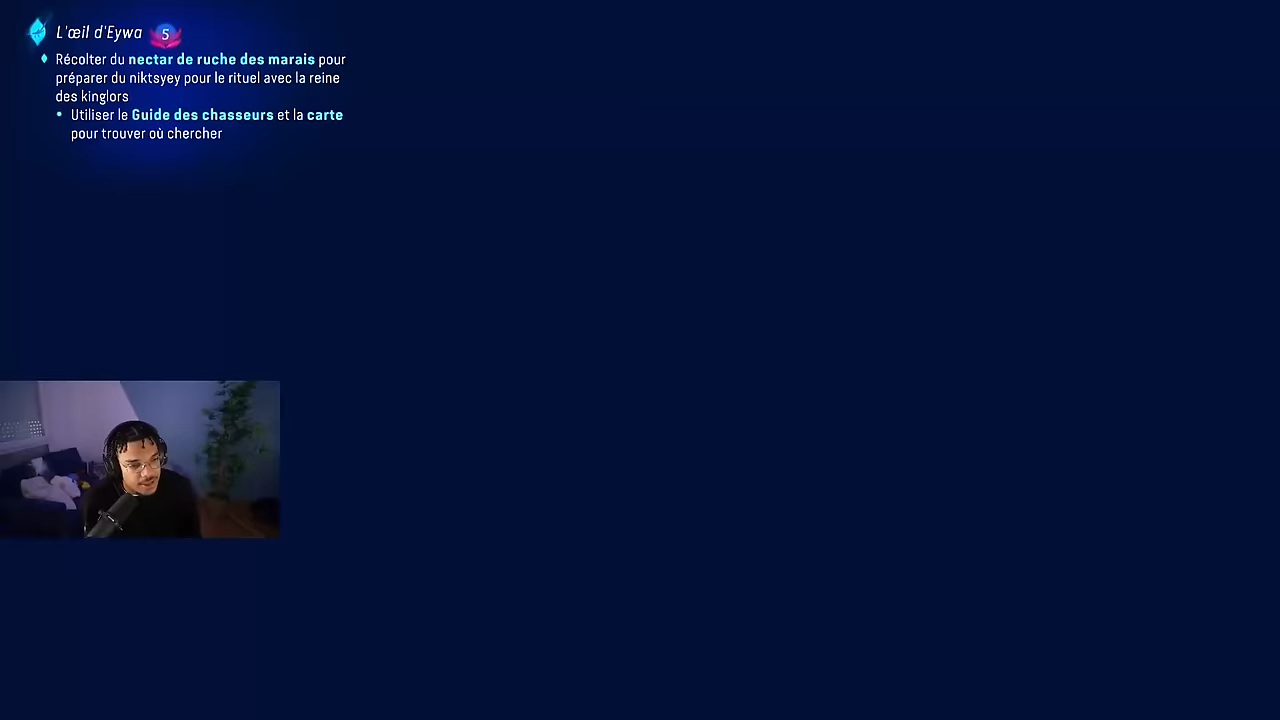 L'œil d'Eywa 5
Récolter du nectar de ruche des marais pour
préparer du niktsyey pour le rituel avec la reine
des kinglors
Utiliser le Guide des chasseurs et la carte
pour trouver où chercher